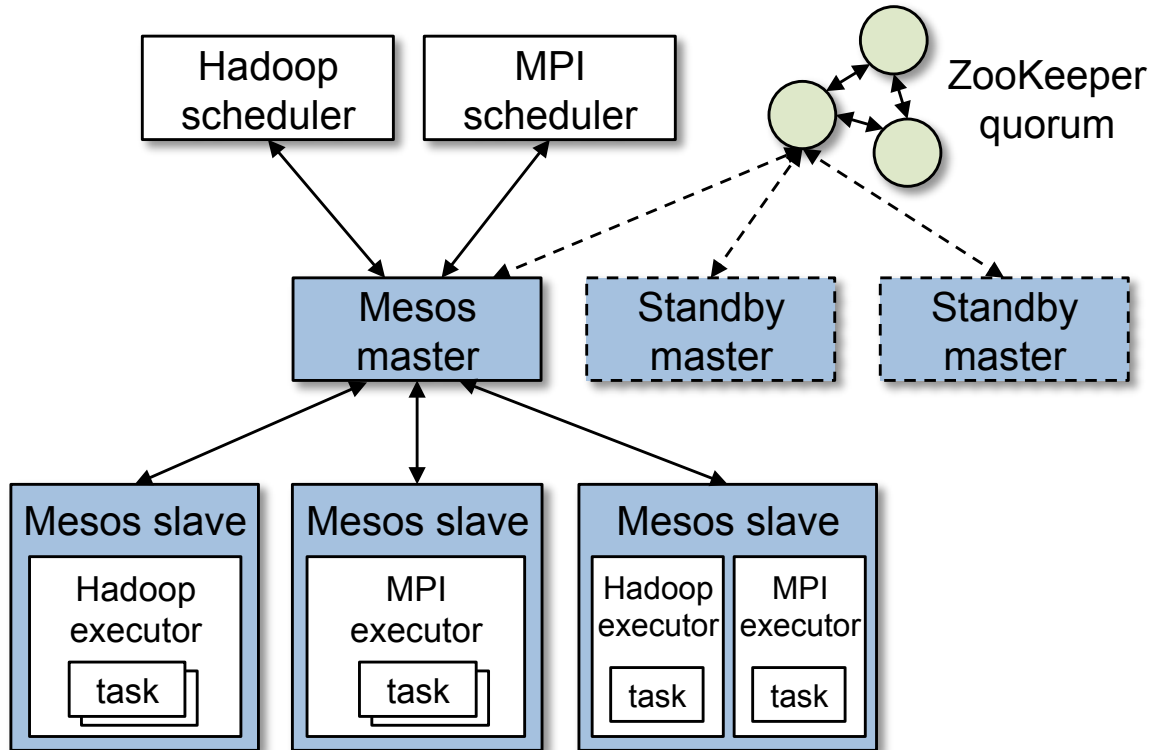 Hadoop
scheduler
MPI
scheduler
ZooKeeper
quorum
Mesos
master
Standby
master
Standby
master
Mesos slave
Hadoop
executor
task
Mesos slave
MPI
executor
task
Mesos slave
Hadoop
executor
task
MPI
executor
task